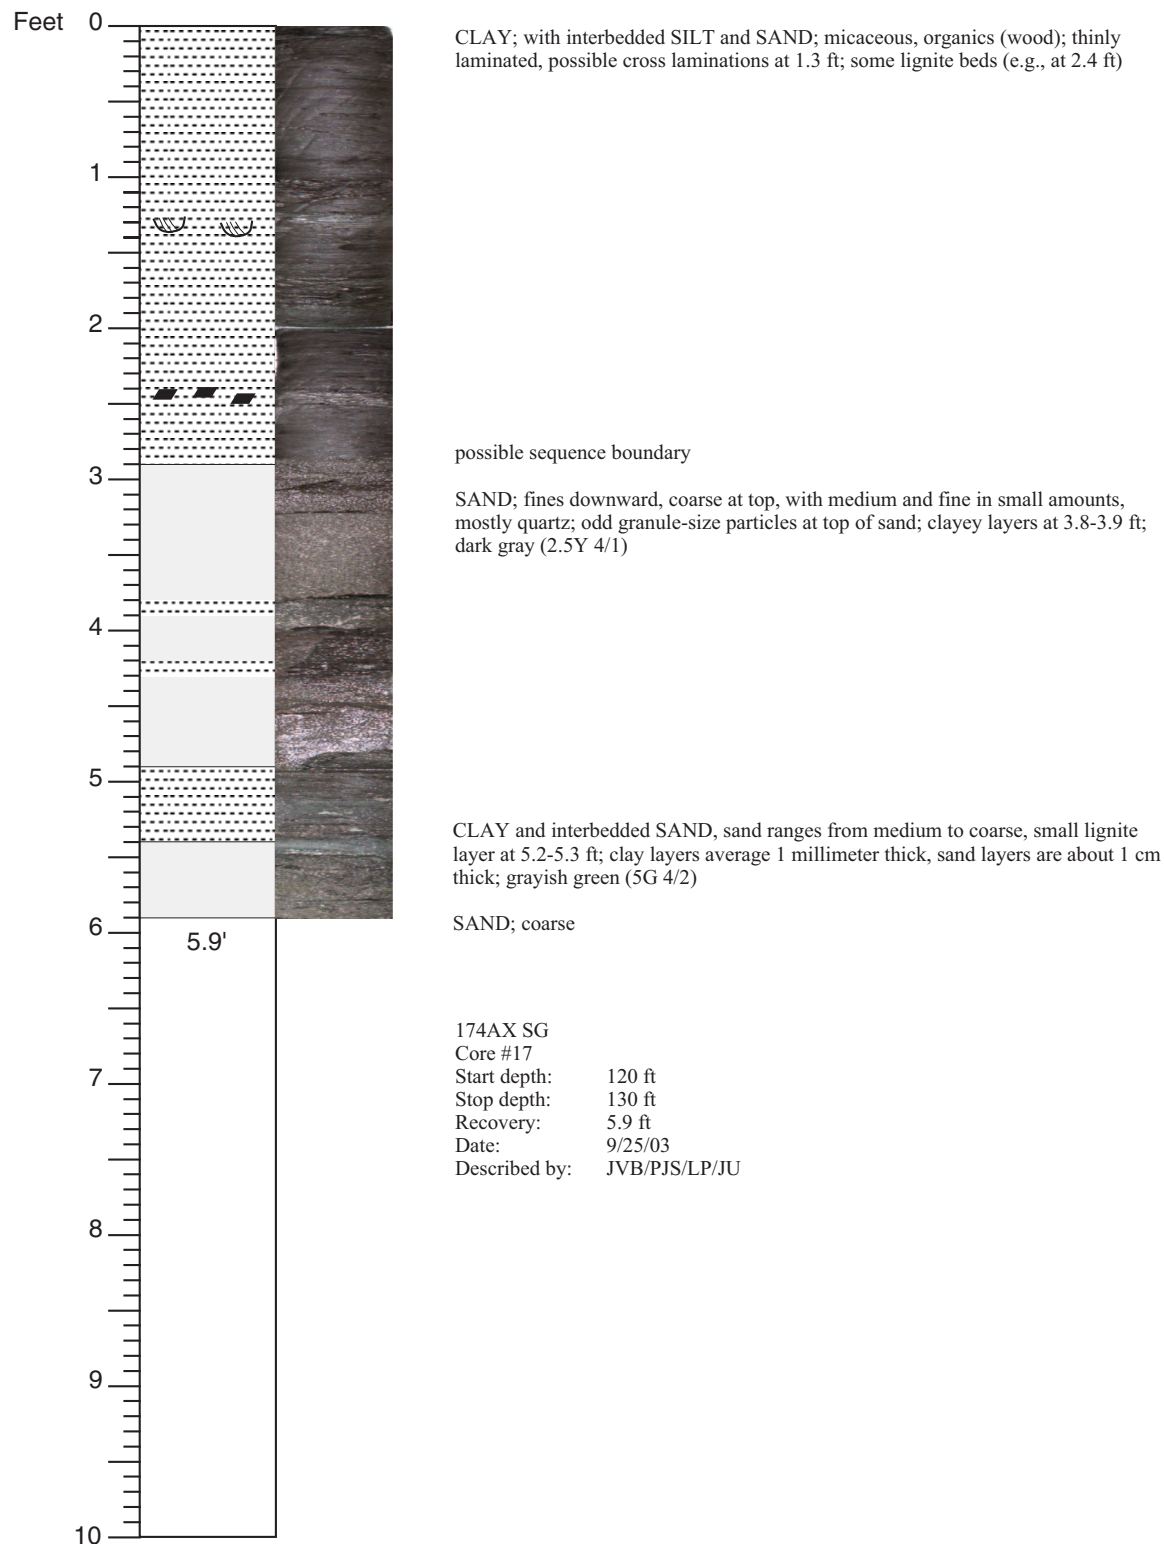 Feet
0
CLAY; with interbedded SILT and SAND; micaceous, organics (wood); thinly
laminated, possible cross laminations at 1.3 ft; some lignite beds (e.g., at 2.4 ft)
1
2
possible sequence boundary
3
SAND; fines downward, coarse at top, with medium and fine in small amounts,
mostly quartz; odd granule-size particles at top of sand; clayey layers at 3.8-3.9 ft;
dark gray (2.5Y 4/1)
4
5
CLAY and interbedded SAND, sand ranges from medium to coarse, small lignite
layer at 5.2-5.3 ft; clay layers average 1 millimeter thick, sand layers are about 1 cm
thick; grayish green (5G 4/2)
SAND; coarse
6
5.9'
174AX SG
Core #17
Start depth: 120 ft
7
Stop depth: 130 ft
Recovery: 5.9 ft
Date: 9/25/03
Described by: JVB/PJS/LP/JU
8
9
10